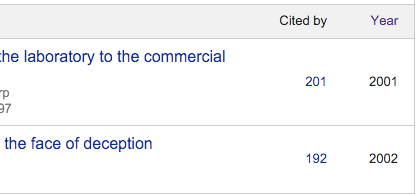 Cited by Year
the laboratory to the commercial
201 2001
rp
97
the face of deception
192 2002